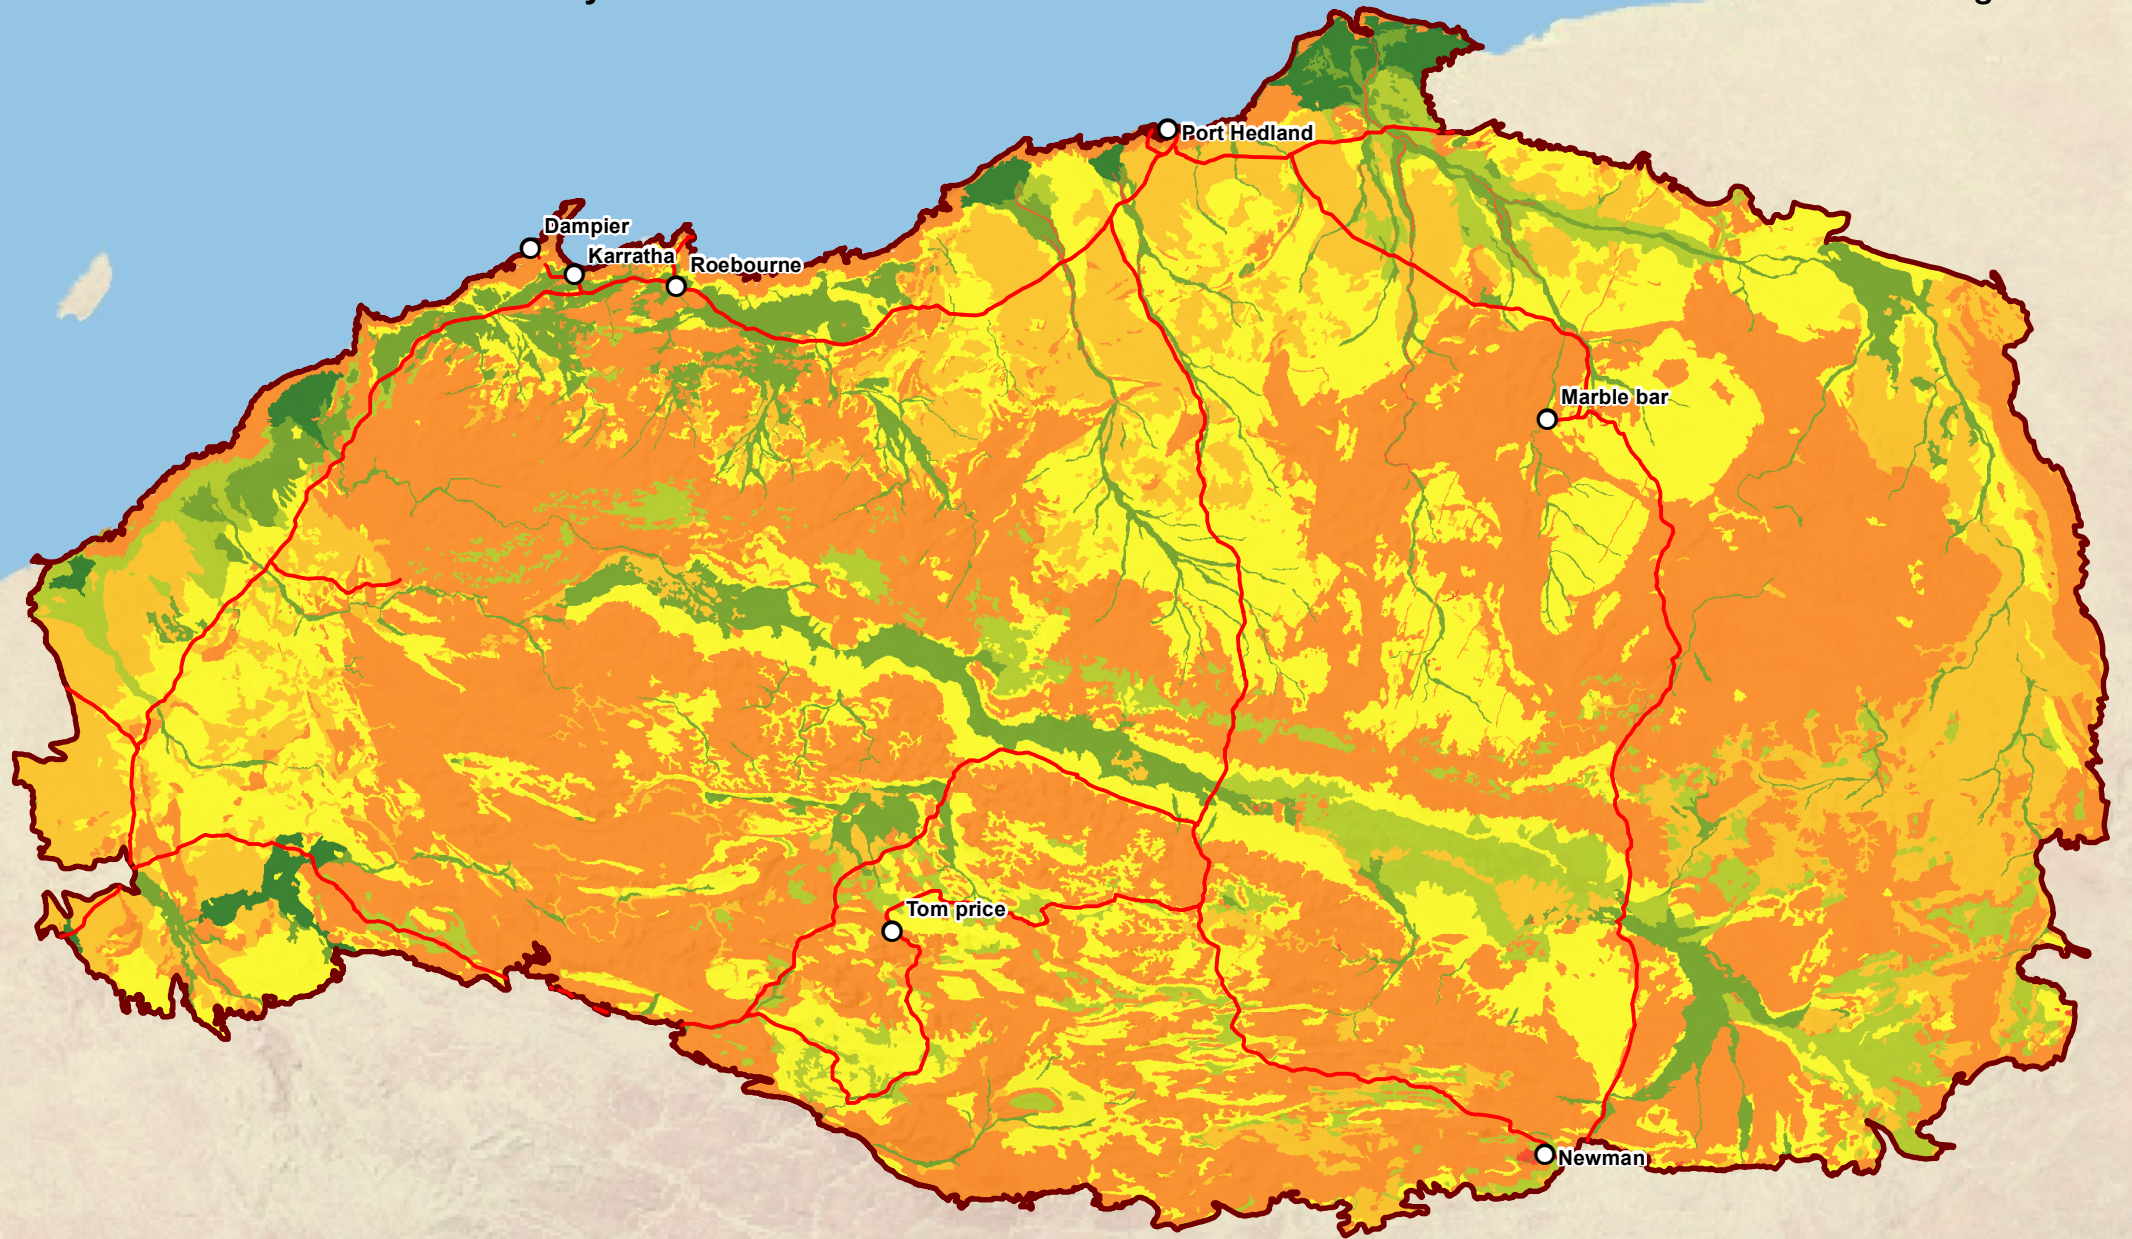 Port Hedland
Dampier
Karratha
Roebourne
Marble bar
Tom price
Newman